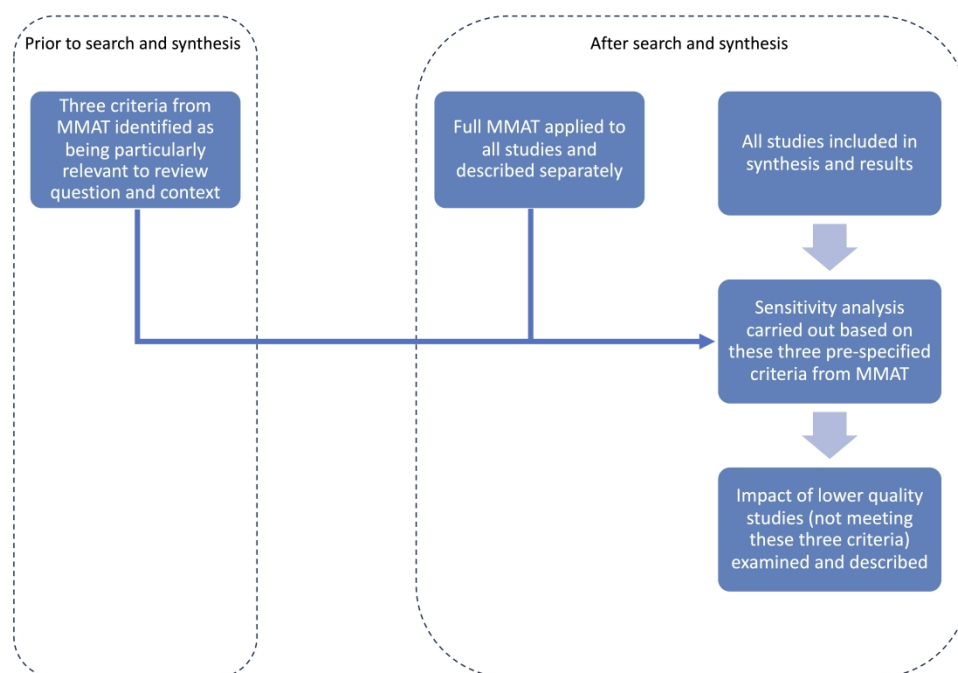 Prior to search and synthesis
Three criteria from
MMAT identified as
being particularly
relevant to review
question and context
After search and synthesis
Full MMAT applied to
all studies and
described separately
All studies included in
synthesis and results
Sensitivity analysis
carried out based on
these three pre-specified
criteria from MMAT
Impact of lower quality
studies (not meeting
these three criteria)
examined and described